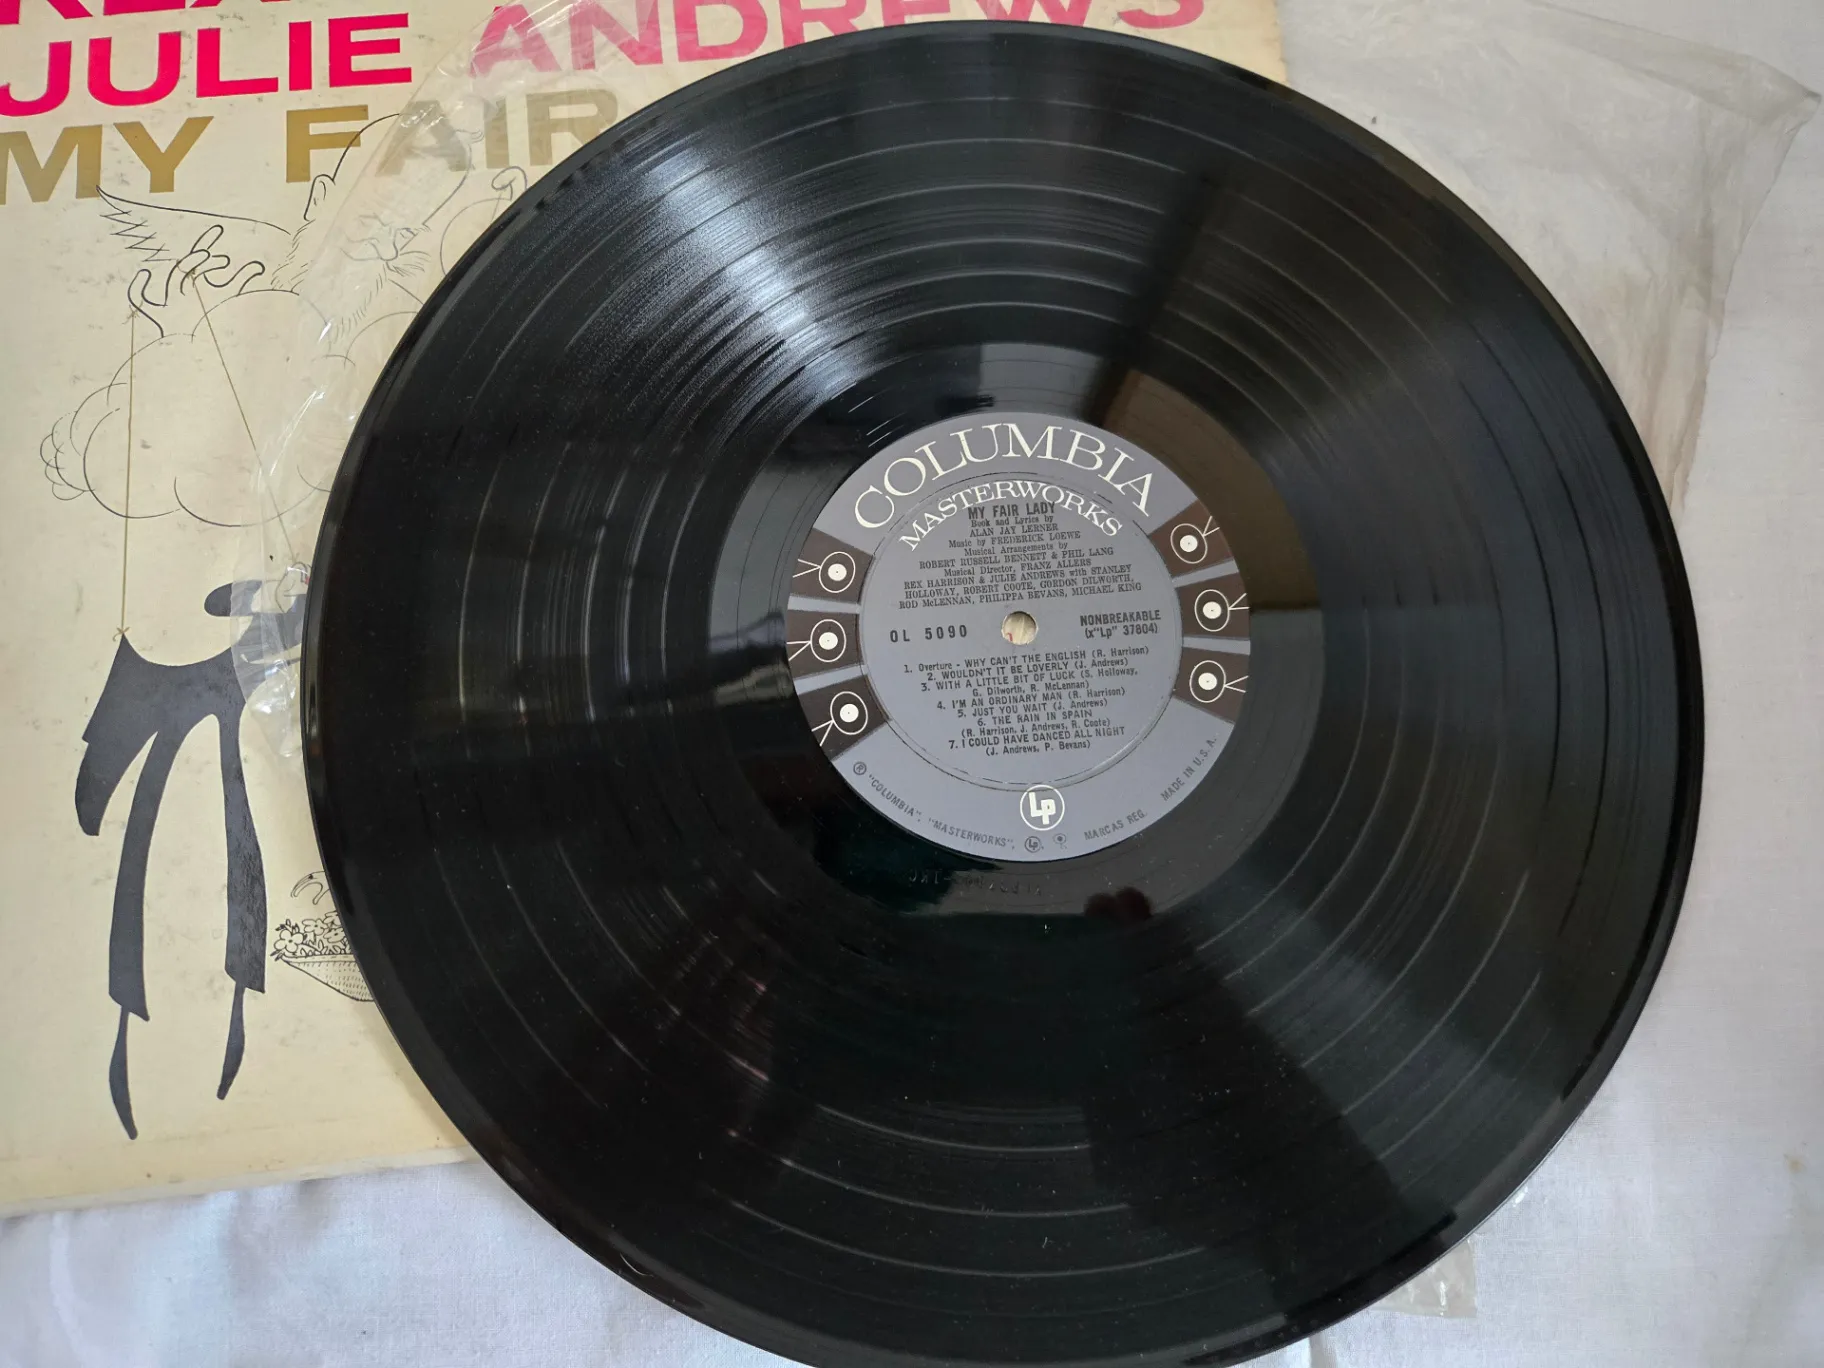 JULIE ANDREWS
MY FAIR
COLUMBIA
MASTERWORKS
MY FAIR LADY
Book and Lyrics by
ALAN JAY LERNER
Music by FREDERICK LOEWE
Musical Arrangements by
ROBERT RUSSELL BENNETT & PHIL LANG
Musical Director, FRANZ ALLERS
REX HARRISON & JULIE ANDREWS with STANLEY
HOLLOWAY, ROBERT COOTE, GORDON DILWORTH,
ROD McLENNAN, PHILIPPA BEVANS, MICHAEL KING
OL 5090
NONBREAKABLE
(x"Lp" 37804)
1. Overture - WHY CAN'T THE ENGLISH (R. Harrison)
2. WOULDN'T IT BE LOVERLY (J. Andrews)
3. WITH A LITTLE BIT OF LUCK (S. Holloway,
G. Dilworth, R. McLennan)
4. I'M AN ORDINARY MAN (R. Harrison)
5. JUST YOU WAIT (J. Andrews)
6. THE RAIN IN SPAIN
(R. Harrison, J. Andrews, R. Coote)
7. I COULD HAVE DANCED ALL NIGHT
(J. Andrews, P. Bevans)
Lp
® "COLUMBIA", "MASTERWORKS", Lp MARCAS REG. MADE IN U.S.A.